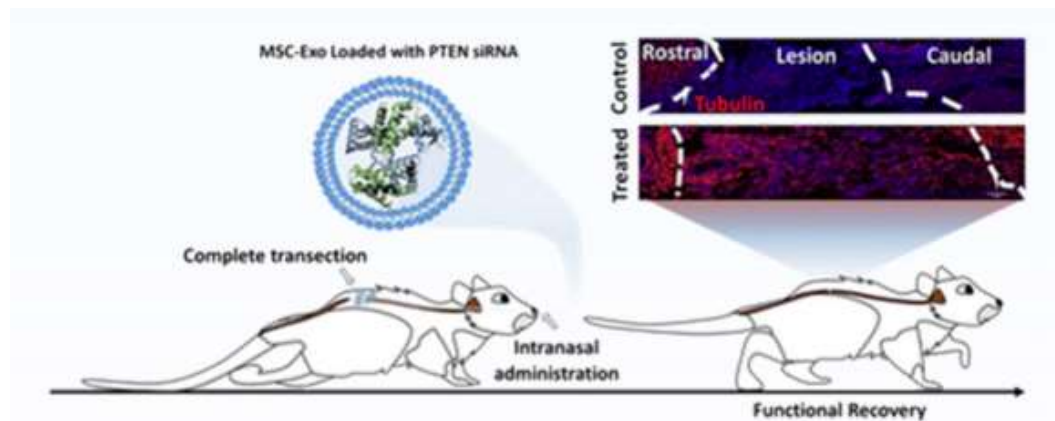 MSC-Exo Loaded with PTEN siRNA
Control
Rostral
Lesion
Caudal
Tubulin
Treated
Complete transection
Intranasal
administration
Functional Recovery